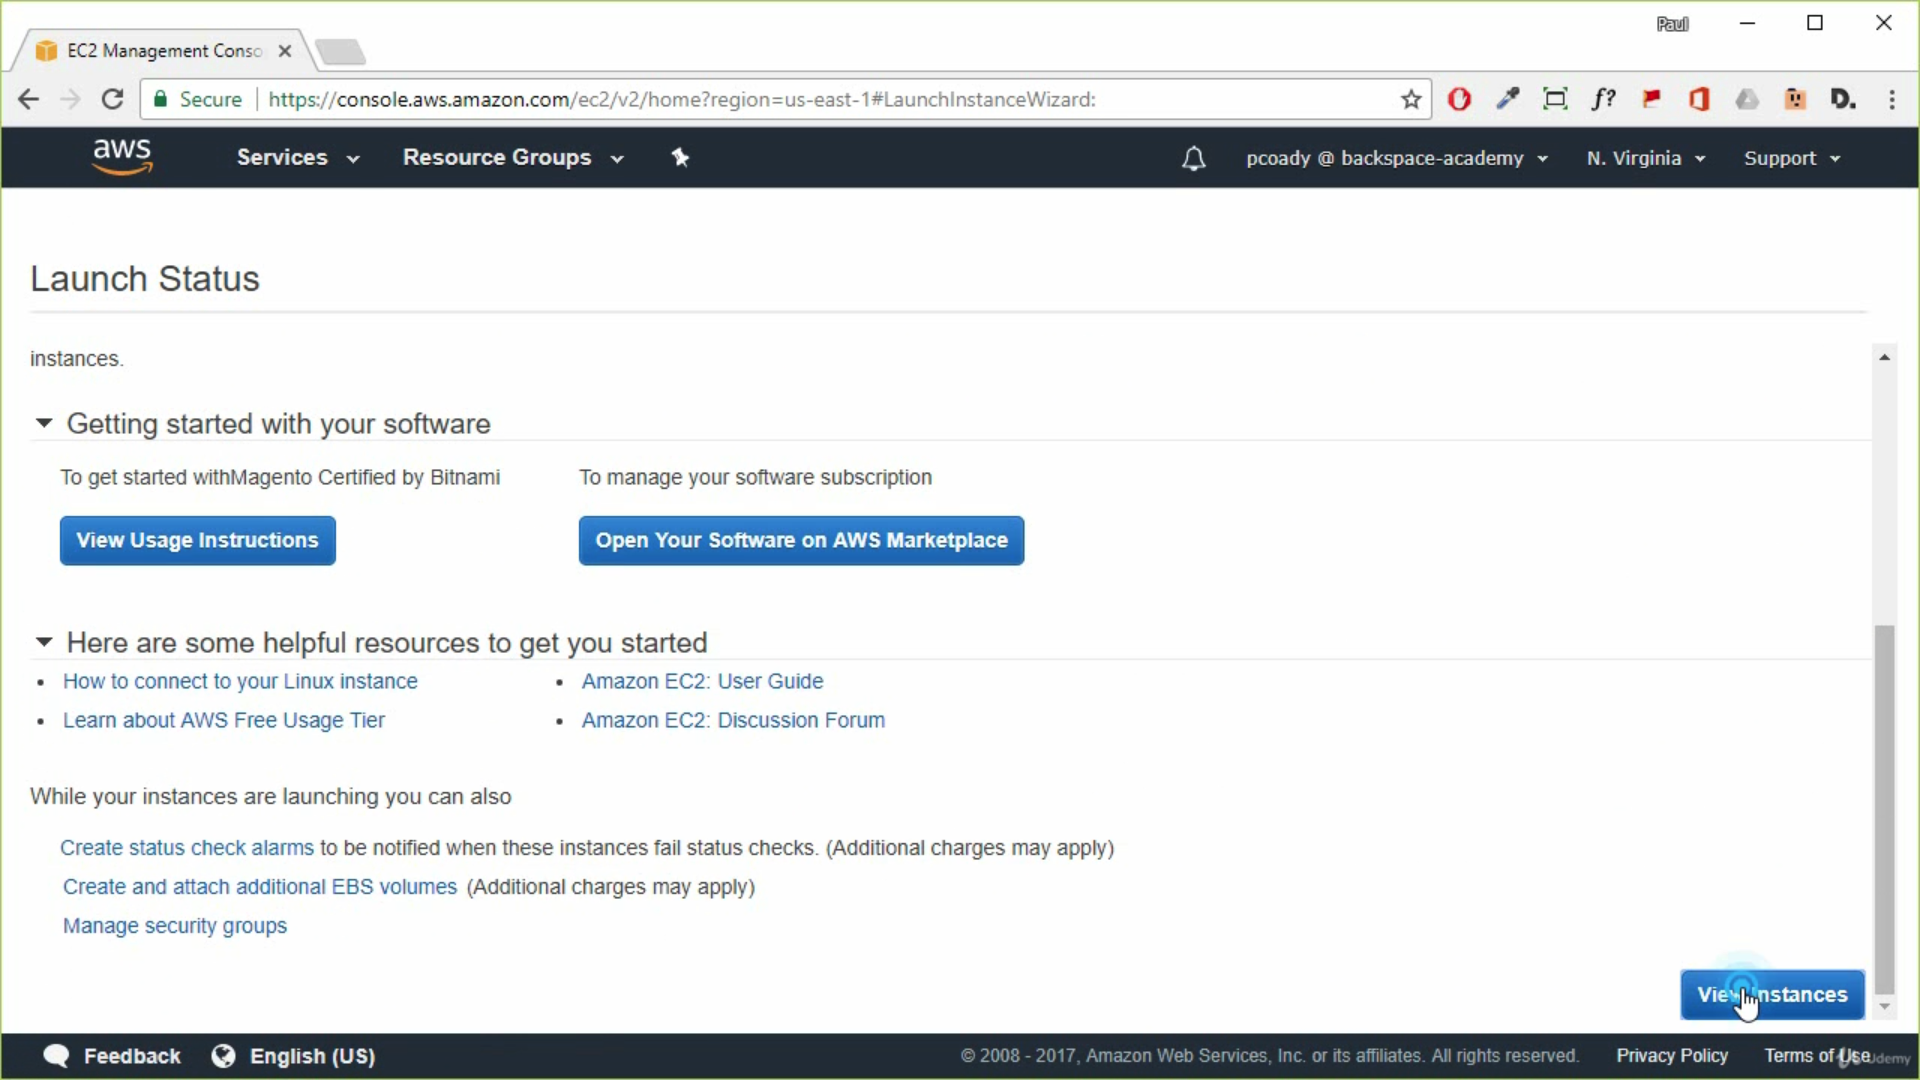 Paul
EC2 Management Conso
Secure https://console.aws.amazon.com/ec2/v2/home?region=us-east-1#LaunchInstanceWizard:
f?
D.
aws Services Resource Groups pcoady @ backspace-academy N. Virginia Support
Launch Status
instances.
Getting started with your software
To get started withMagento Certified by Bitnami To manage your software subscription
View Usage Instructions Open Your Software on AWS Marketplace
Here are some helpful resources to get you started
• How to connect to your Linux instance • Amazon EC2: User Guide
• Learn about AWS Free Usage Tier • Amazon EC2: Discussion Forum
While your instances are launching you can also
Create status check alarms to be notified when these instances fail status checks. (Additional charges may apply)
Create and attach additional EBS volumes (Additional charges may apply)
Manage security groups
View Instances
Feedback English (US) © 2008 - 2017, Amazon Web Services, Inc. or its affiliates. All rights reserved. Privacy Policy Terms of Use
Udemy